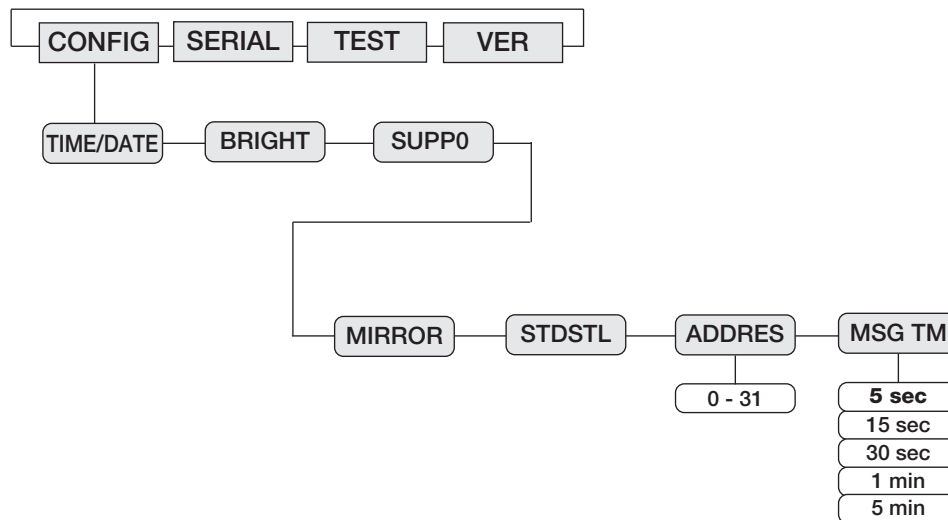 CONFIG SERIAL TEST VER
TIME/DATE BRIGHT SUPP0
MIRROR STDSTL ADDRES MSG TM
0 - 31
5 sec
15 sec
30 sec
1 min
5 min